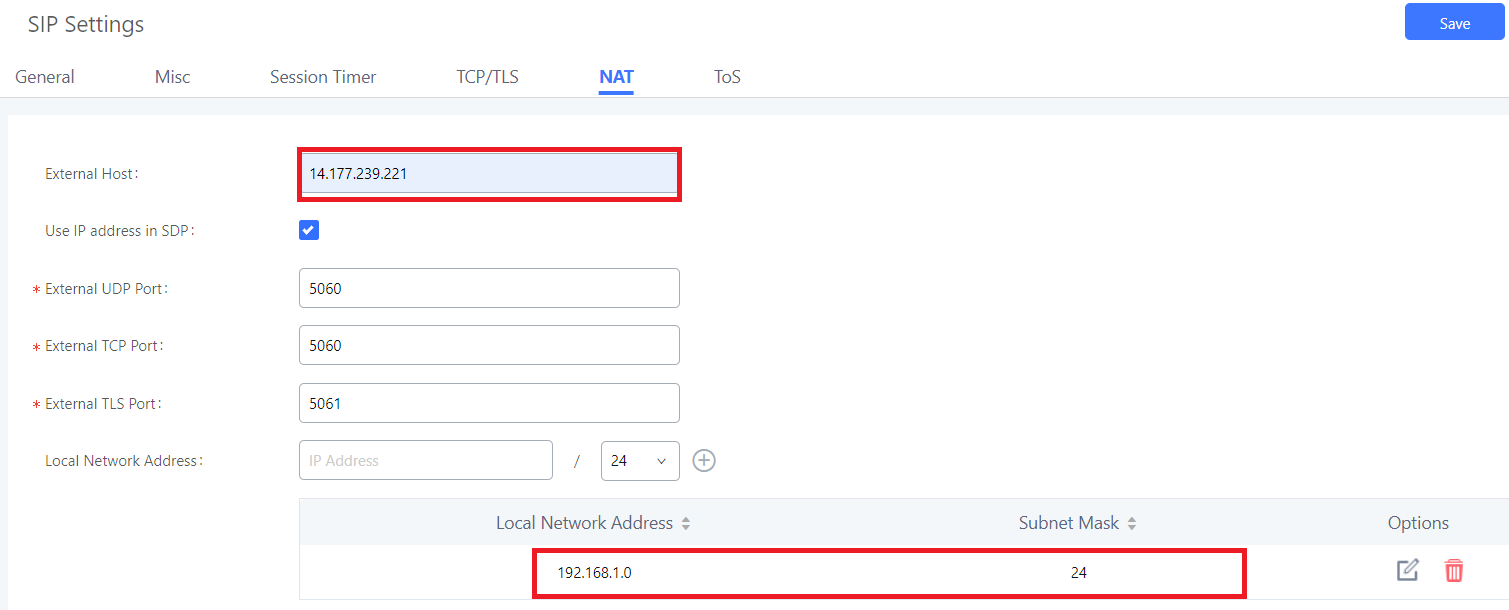 SIP Settings
Save
General Misc Session Timer TCP/TLS NAT ToS
External Host: 14.177.239.221
Use IP address in SDP:
* External UDP Port: 5060
* External TCP Port: 5060
* External TLS Port: 5061
Local Network Address: IP Address / 24
Local Network Address Subnet Mask Options
192.168.1.0 24